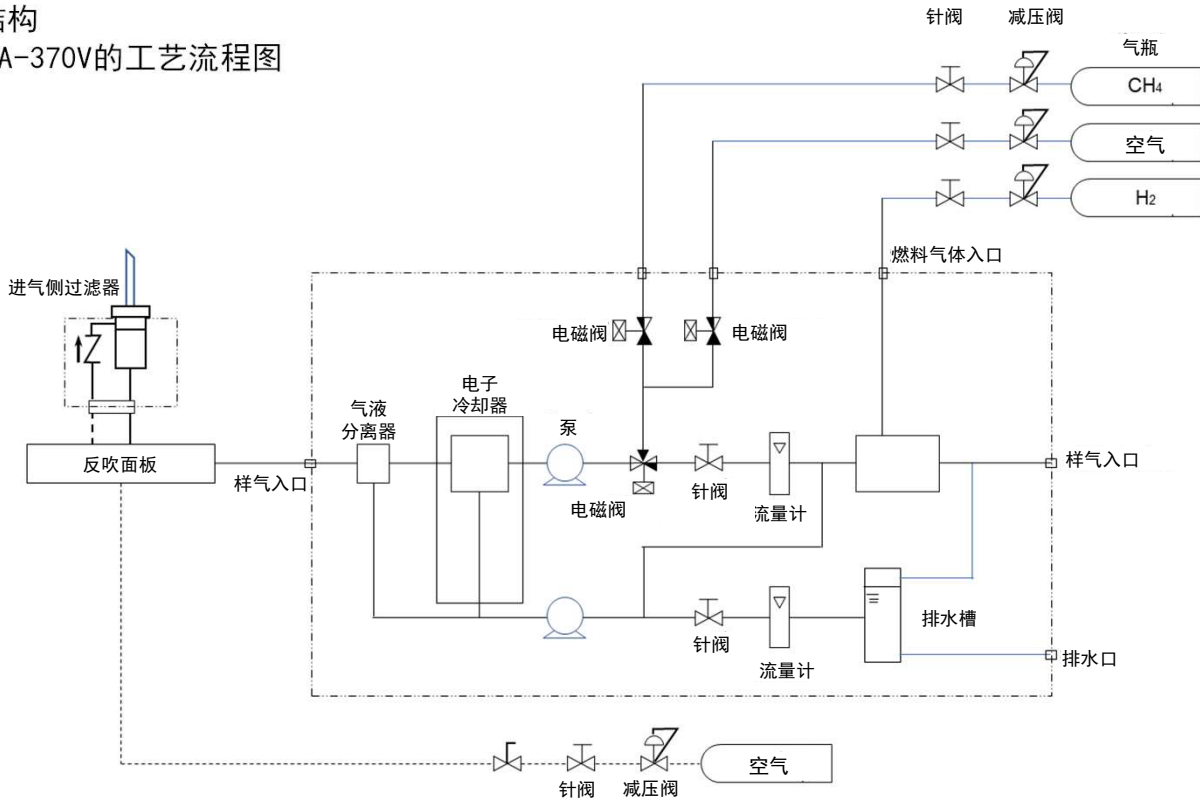 结构
A-370V的工艺流程图
针阀
减压阀
气瓶
CH4
空气
H2
燃料气体入口
进气侧过滤器
电磁阀
电磁阀
电子
冷却器
气液
分离器
泵
反吹面板
样气入口
样气入口
电磁阀
针阀
流量计
排水槽
针阀
流量计
排水口
空气
针阀
减压阀